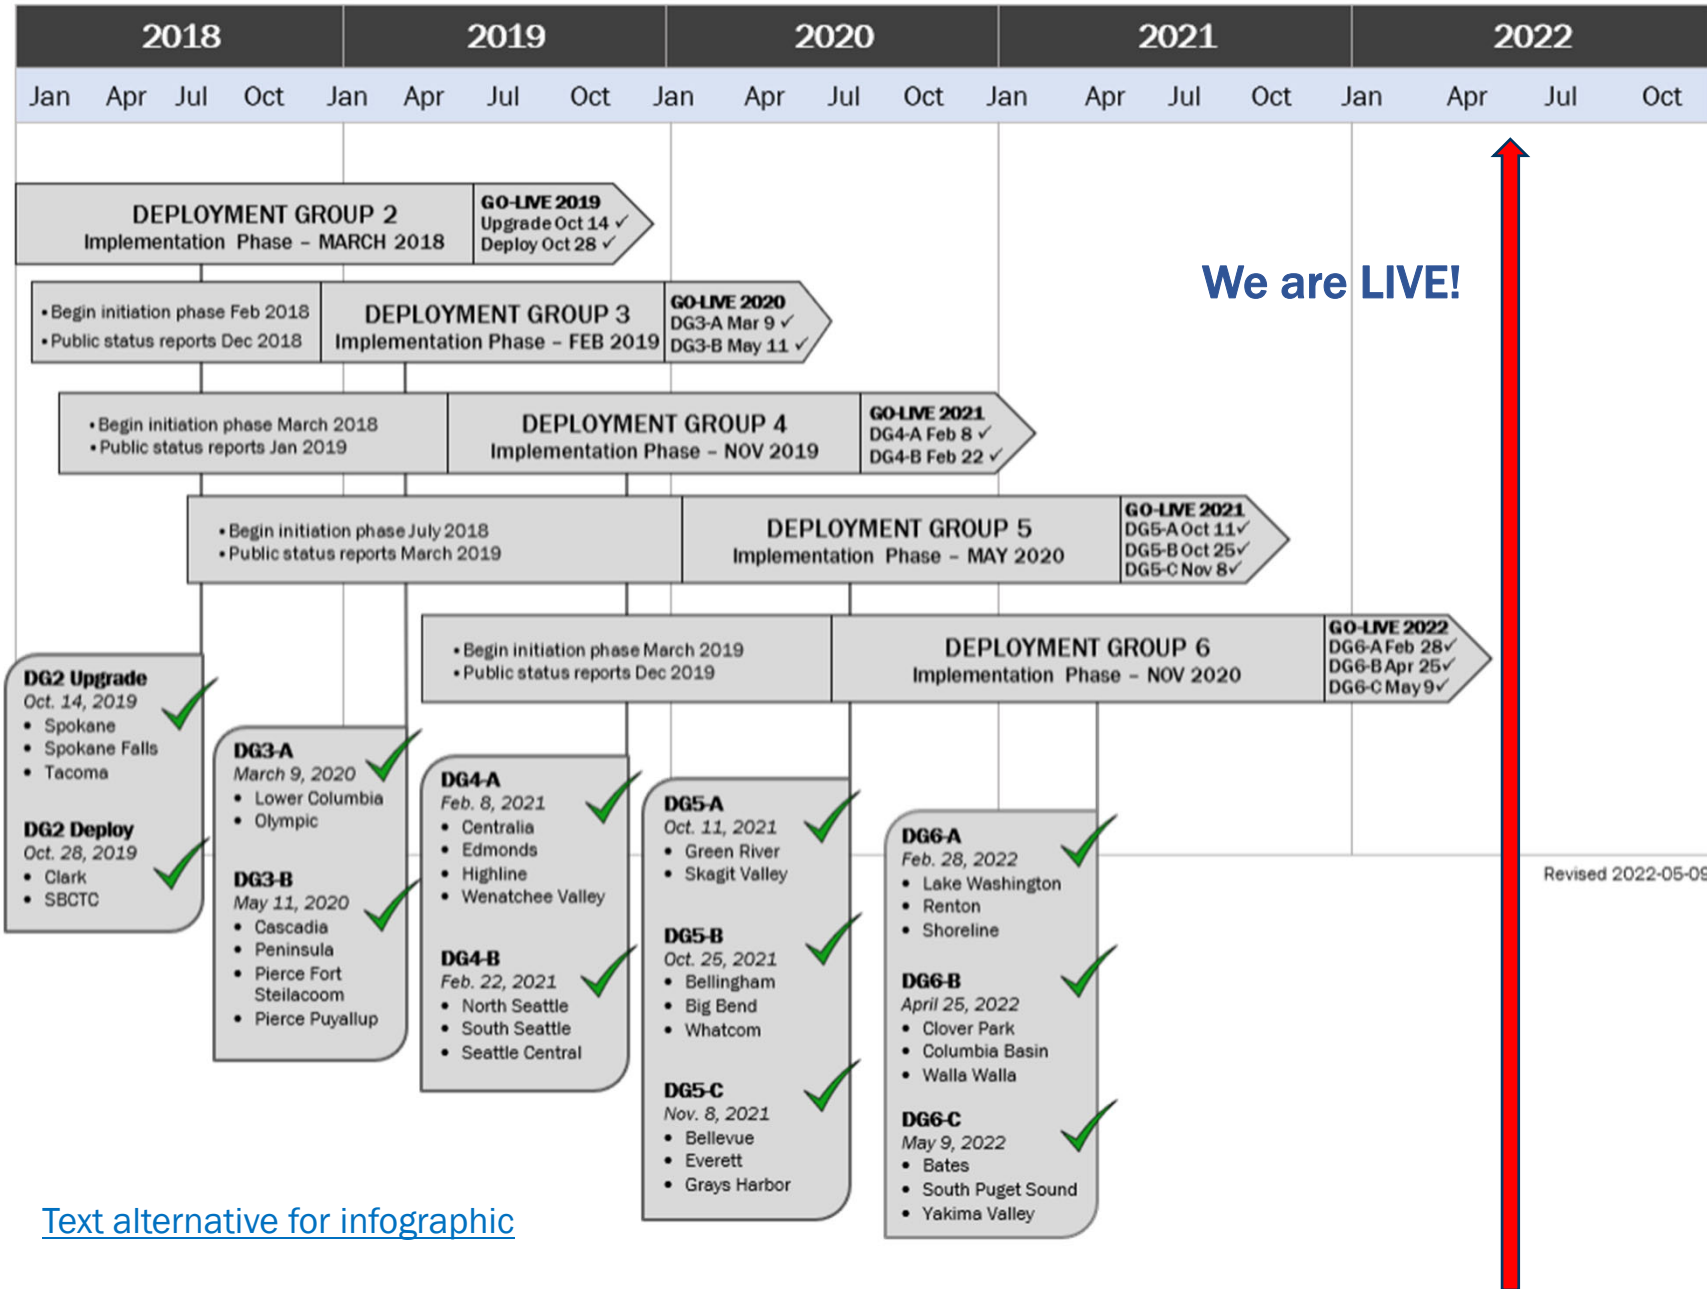 2018 2019 2020 2021 2022
Jan Apr Jul Oct Jan Apr Jul Oct Jan Apr Jul Oct Jan Apr Jul Oct Jan Apr Jul Oct
DEPLOYMENT GROUP 2
Implementation Phase – MARCH 2018
GO-LIVE 2019
Upgrade Oct 14 ✓
Deploy Oct 28 ✓
We are LIVE!
• Begin initiation phase Feb 2018
• Public status reports Dec 2018
DEPLOYMENT GROUP 3
Implementation Phase – FEB 2019
GO-LIVE 2020
DG3-A Mar 9 ✓
DG3-B May 11 ✓
• Begin initiation phase March 2018
• Public status reports Jan 2019
DEPLOYMENT GROUP 4
Implementation Phase – NOV 2019
GO-LIVE 2021
DG4-A Feb 8 ✓
DG4-B Feb 22 ✓
• Begin initiation phase July 2018
• Public status reports March 2019
DEPLOYMENT GROUP 5
Implementation Phase – MAY 2020
GO-LIVE 2021
DG5-A Oct 11✓
DG5-B Oct 25✓
DG5-C Nov 8✓
• Begin initiation phase March 2019
• Public status reports Dec 2019
DEPLOYMENT GROUP 6
Implementation Phase – NOV 2020
GO-LIVE 2022
DG6-A Feb 28✓
DG6-B Apr 25✓
DG6-C May 9✓
DG2 Upgrade
Oct. 14, 2019
• Spokane
• Spokane Falls
• Tacoma
DG2 Deploy
Oct. 28, 2019
• Clark
• SBCTC
DG3-A
March 9, 2020
• Lower Columbia
• Olympic
DG3-B
May 11, 2020
• Cascadia
• Peninsula
• Pierce Fort
Steilacoom
• Pierce Puyallup
DG4-A
Feb. 8, 2021
• Centralia
• Edmonds
• Highline
• Wenatchee Valley
DG4-B
Feb. 22, 2021
• North Seattle
• South Seattle
• Seattle Central
DG5-A
Oct. 11, 2021
• Green River
• Skagit Valley
DG5-B
Oct. 25, 2021
• Bellingham
• Big Bend
• Whatcom
DG5-C
Nov. 8, 2021
• Bellevue
• Everett
• Grays Harbor
DG6-A
Feb. 28, 2022
• Lake Washington
• Renton
• Shoreline
DG6-B
April 25, 2022
• Clover Park
• Columbia Basin
• Walla Walla
DG6-C
May 9, 2022
• Bates
• South Puget Sound
• Yakima Valley
Revised 2022-05-09
Text alternative for infographic